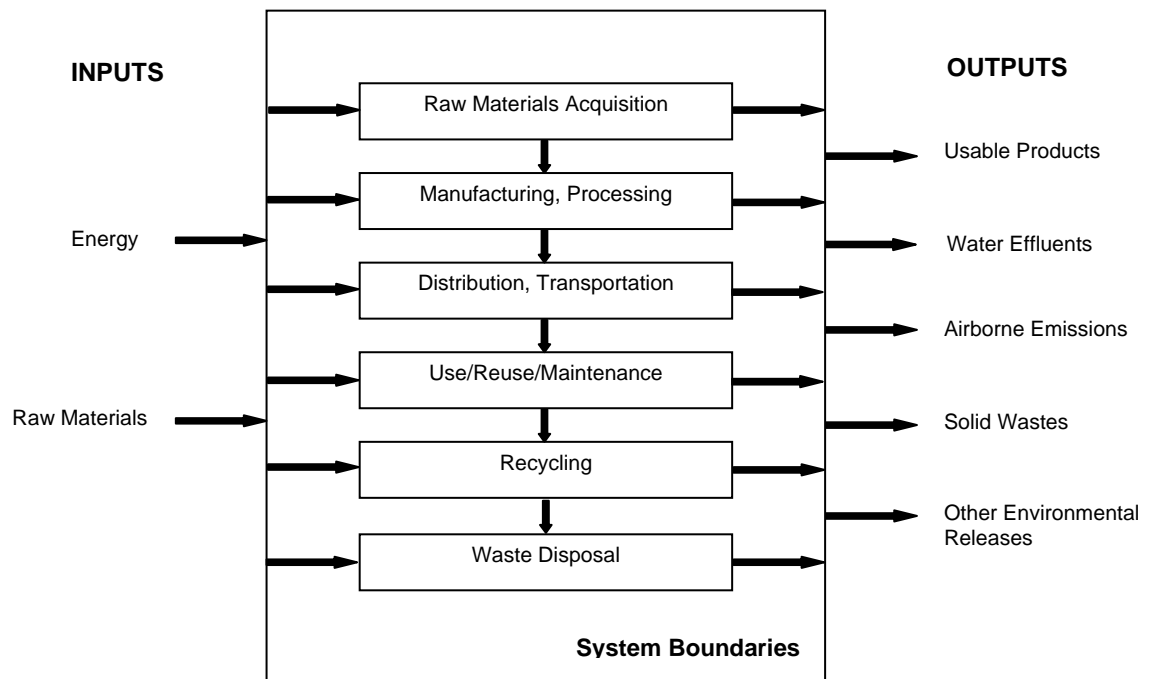 INPUTS
OUTPUTS
Raw Materials Acquisition
Usable Products
Manufacturing, Processing
Energy
Water Effluents
Distribution, Transportation
Airborne Emissions
Use/Reuse/Maintenance
Raw Materials
Solid Wastes
Recycling
Other Environmental
Releases
Waste Disposal
System Boundaries